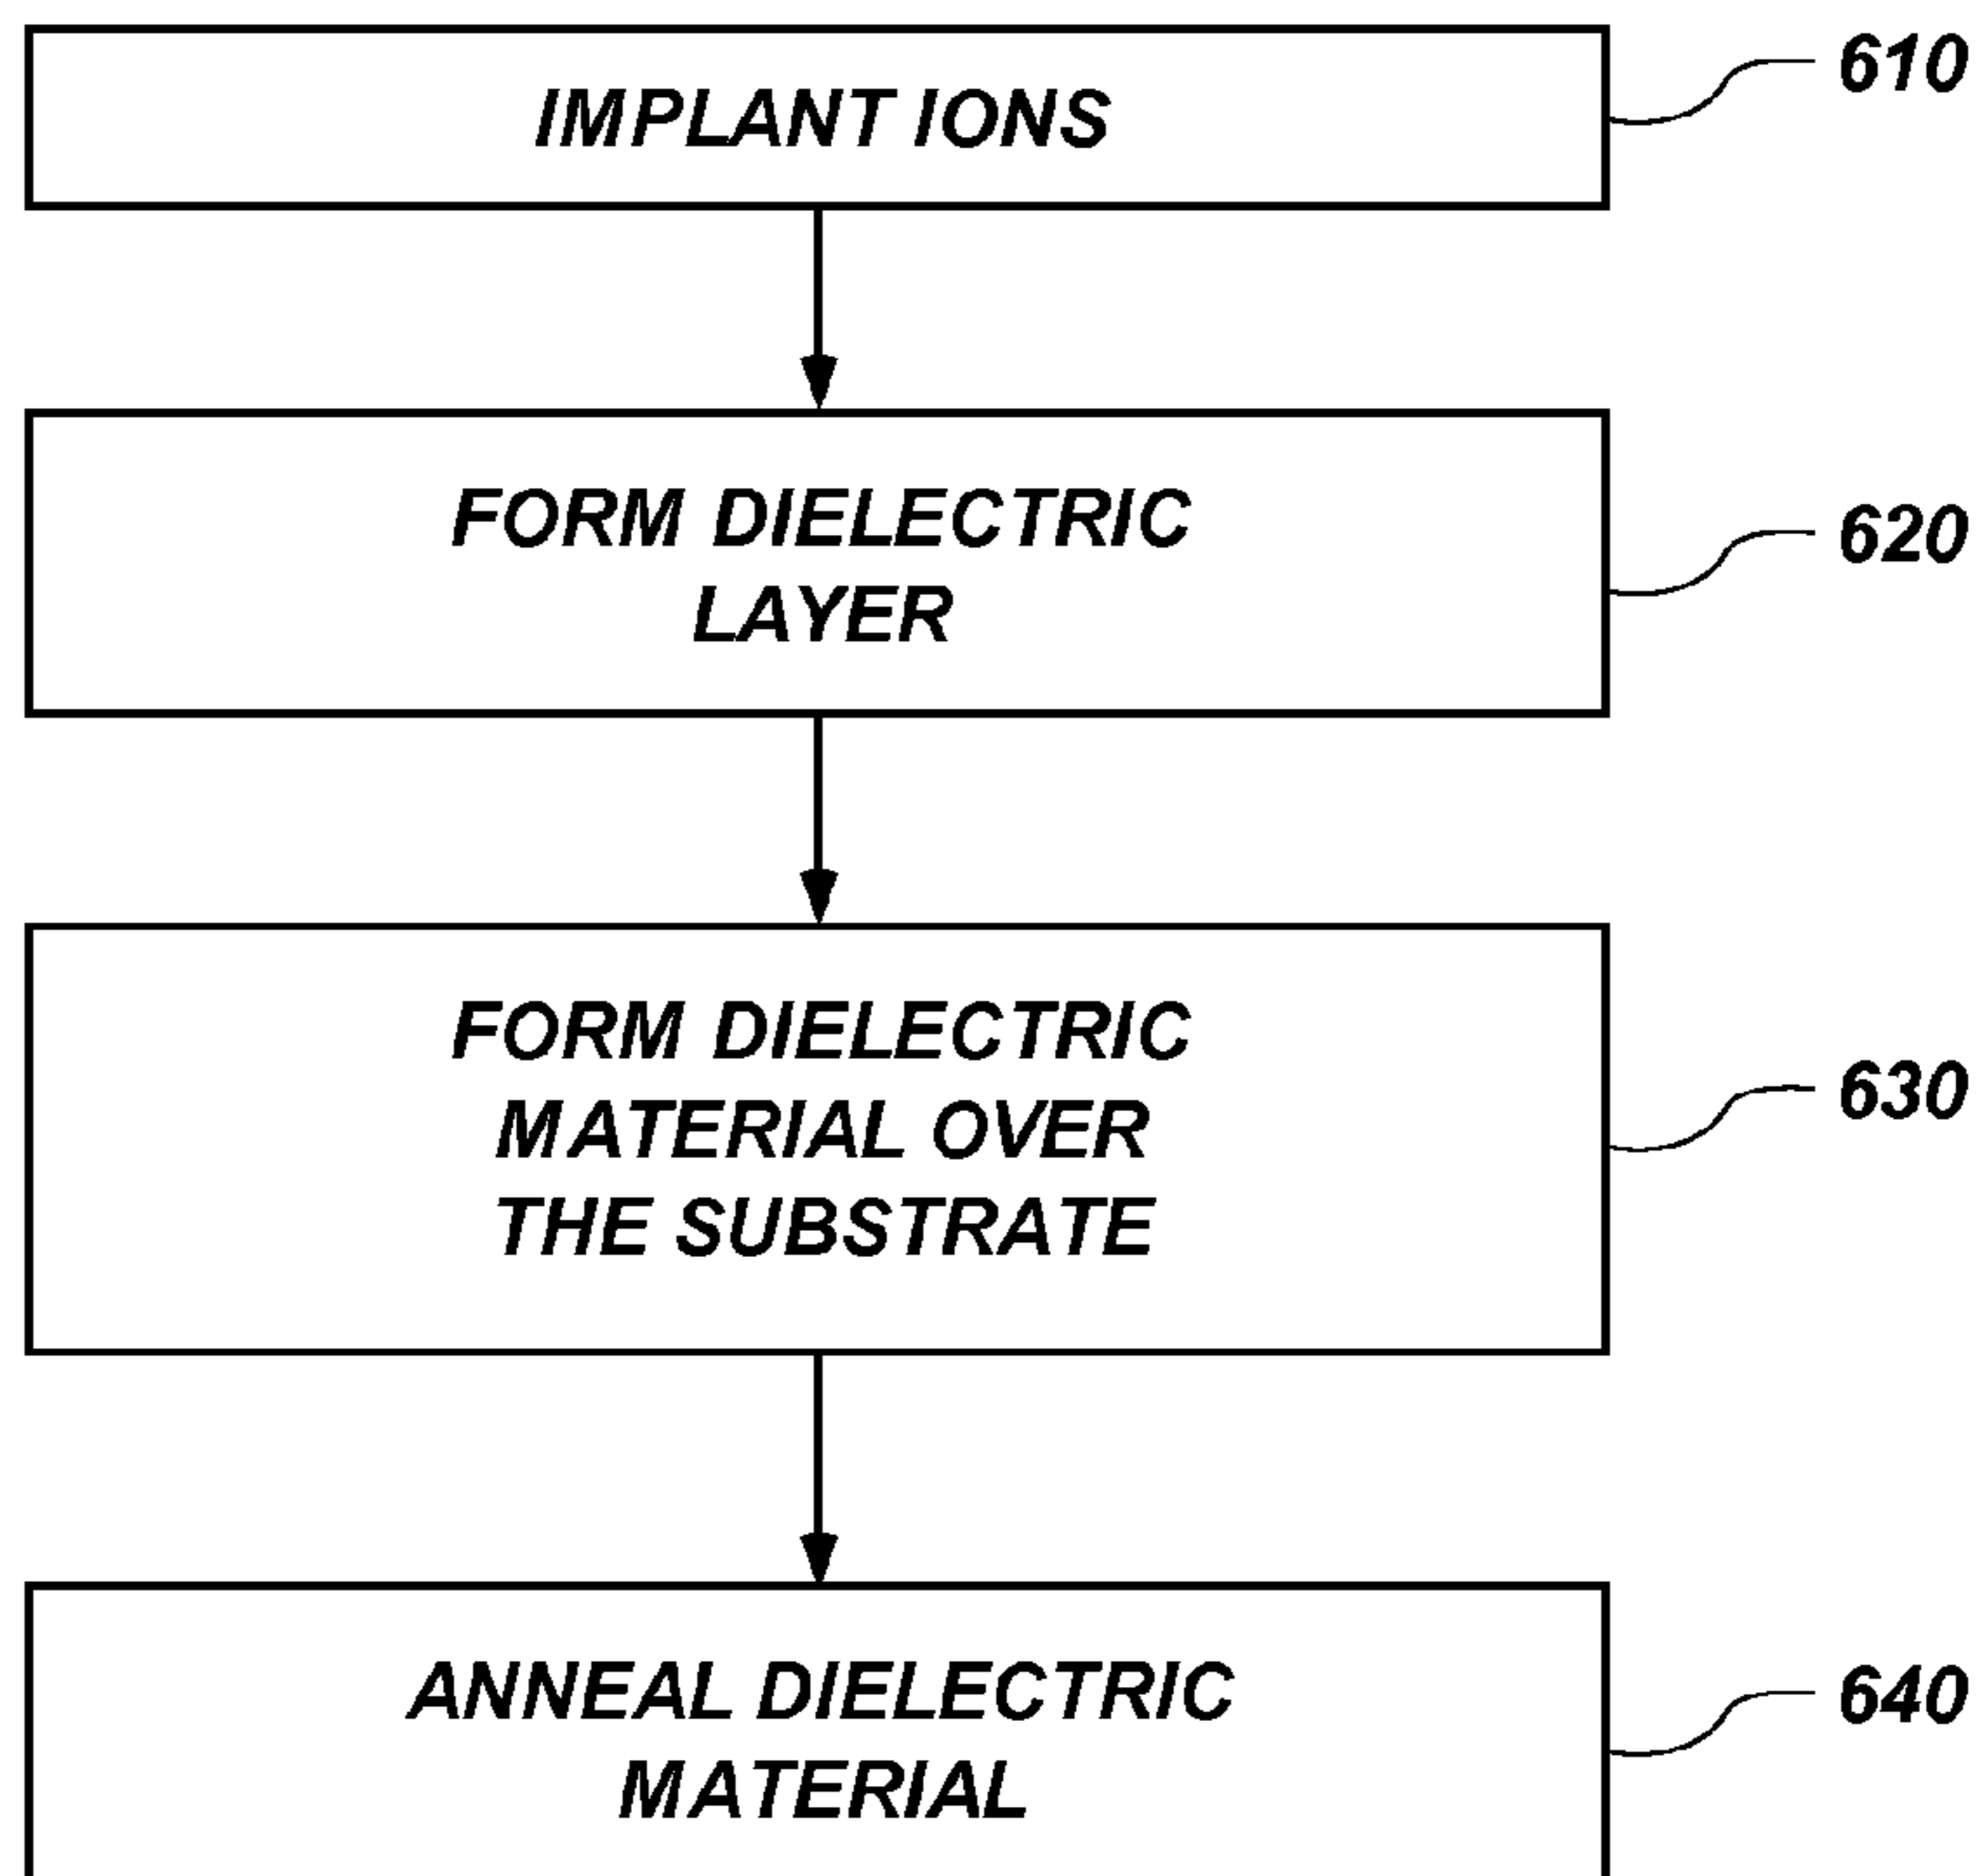 IMPLANT IONS
610
FORM DIELECTRIC
LAYER
620
FORM DIELECTRIC
MATERIAL OVER
THE SUBSTRATE
630
ANNEAL DIELECTRIC
MATERIAL
640